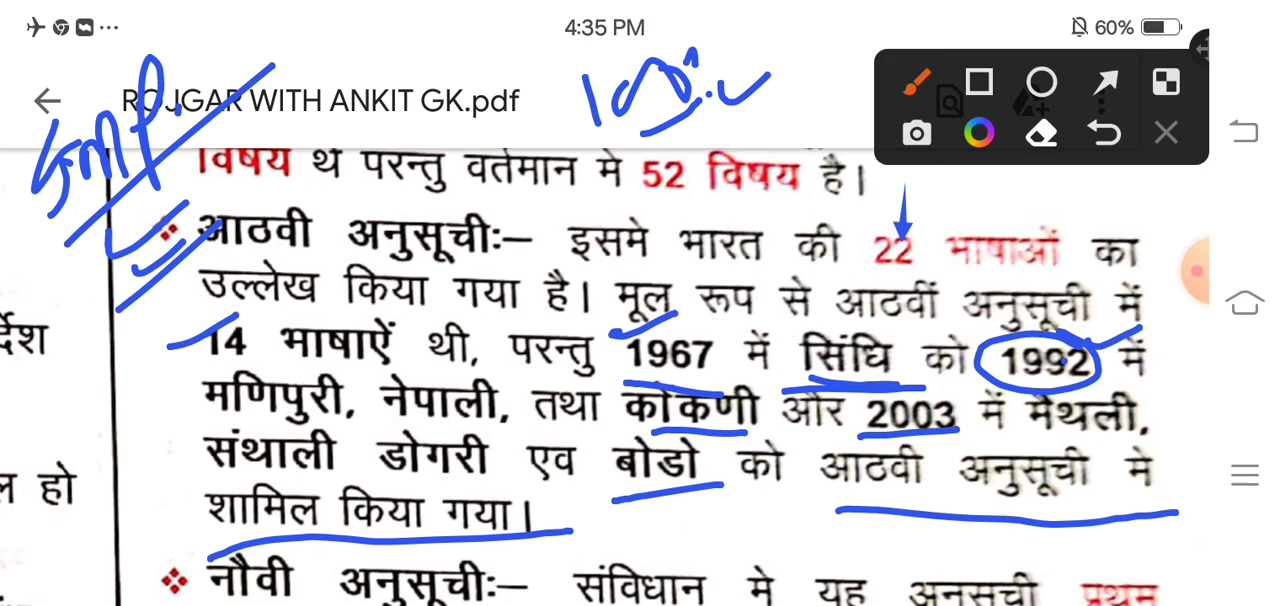 4:35 PM
60%
ROJGAR WITH ANKIT GK.pdf
Imp.
विषय थे परन्तु वर्तमान मे 52 विषय है।
आठवी अनुसूचीः– इसमे भारत की 22 भाषाओं का
उल्लेख किया गया है। मूल रूप से आठवीं अनुसूची में
14 भाषाऐं थी, परन्तु 1967 में सिंधि को 1992 में
मणिपुरी, नेपाली, तथा कोकणी और 2003 में मैथली,
संथाली डोगरी एव बोडो को आठवी अनुसूची मे
शामिल किया गया।
नौवी अनुसूचीः– संविधान मे यह अनुसूची प्रथम
र्देश
ल हो